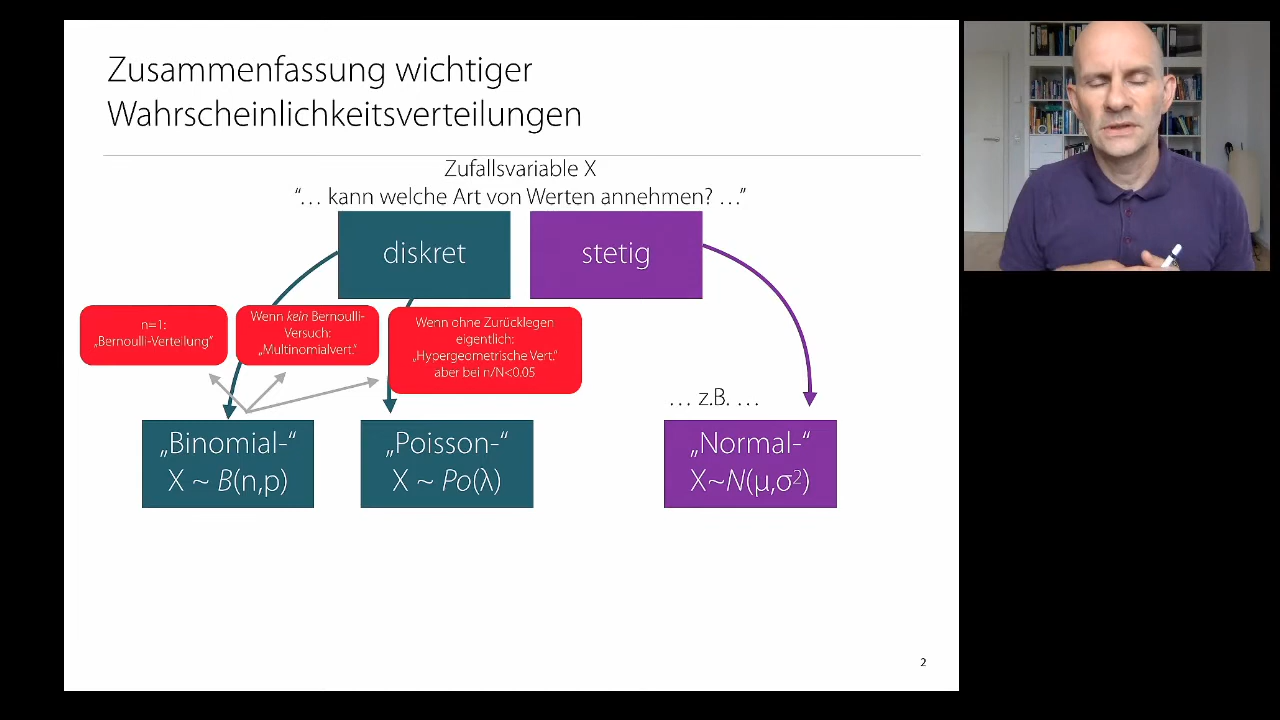 Zusammenfassung wichtiger
Wahrscheinlichkeitsverteilungen
Zufallsvariable X
“… kann welche Art von Werten annehmen? …”
diskret
stetig
n=1:
„Bernoulli-Verteilung“
Wenn kein Bernoulli-
Versuch:
„Multinomialvert.“
Wenn ohne Zurücklegen
eigentlich:
„Hypergeometrische Vert.“
aber bei n/N<0.05
… z.B. …
„Binomial-“
X ~ B(n,p)
„Poisson-“
X ~ Po(λ)
„Normal-“
X~N(μ,σ²)
2